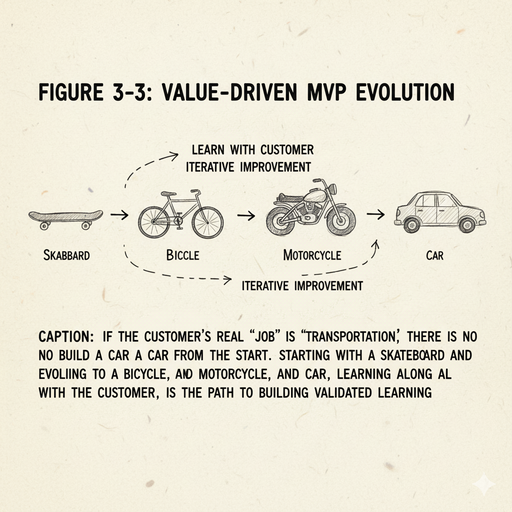 FIGURE 3-3: VALUE-DRIVEN MVP EVOLUTION
LEARN WITH CUSTOMER
ITERATIVE IMPROVEMENT
SKABBARD
BICCLE
MOTORCYCLE
CAR
ITERATIVE IMPROVEMENT
CAPTION: IF THE CUSTOMER'S REAL "JOB" IS "TRANSPORTATION,' THERE IS NO
NO BUILD A CAR A CAR FROM THE START. STARTING WITH A SKATEBOARD AND
EVOLIING TO A BICYCLE, AND MOTORCYCLE, AND CAR, LEARNING ALONG AL
WITH THE CUSTOMER, IS THE PATH TO BUILDING VALIDATED LEARNING